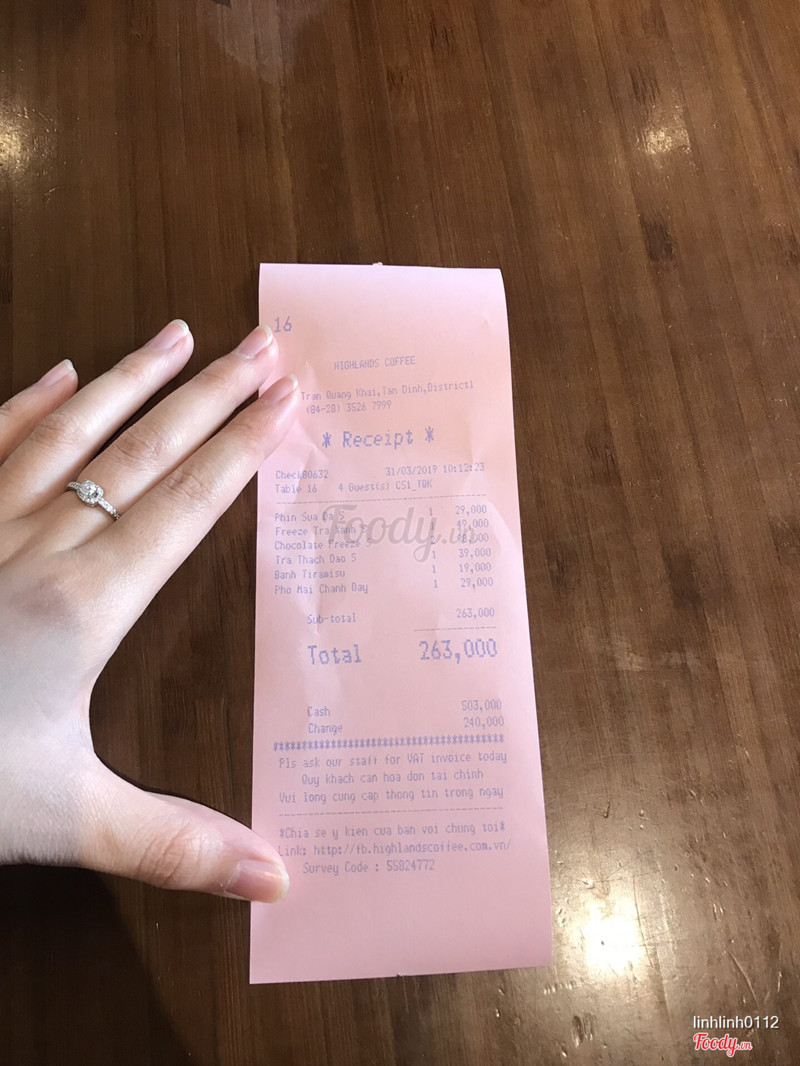 16
HIGHLANDS COFFEE
Tran Quang Khai,Tan Dinh,District1
(84-28) 3526 7999
* Receipt *
Check80632 31/03/2019 10:12:23
Table 16 4 Guest(s) CS1_TQK
Phin Sua Da S 1 29,000
Freeze Tra Xanh S 49,000
Chocolate Freeze S 98,000
Tra Thach Dao S 1 39,000
Banh Tiramisu 1 19,000
Pho Mai Chanh Day 1 29,000
Sub-total 263,000
Total 263,000
Cash 503,000
Change 240,000
Pls ask our staff for VAT invoice today
Quy khach can hoa don tai chinh
Vui long cung cap thong tin trong ngay
*Chia se y kien cua ban voi chung toi*
Link: http://fb.highlandscoffee.com.vn/
Survey Code : 55824772
Foody.vn
linhlinh0112
Foody.vn